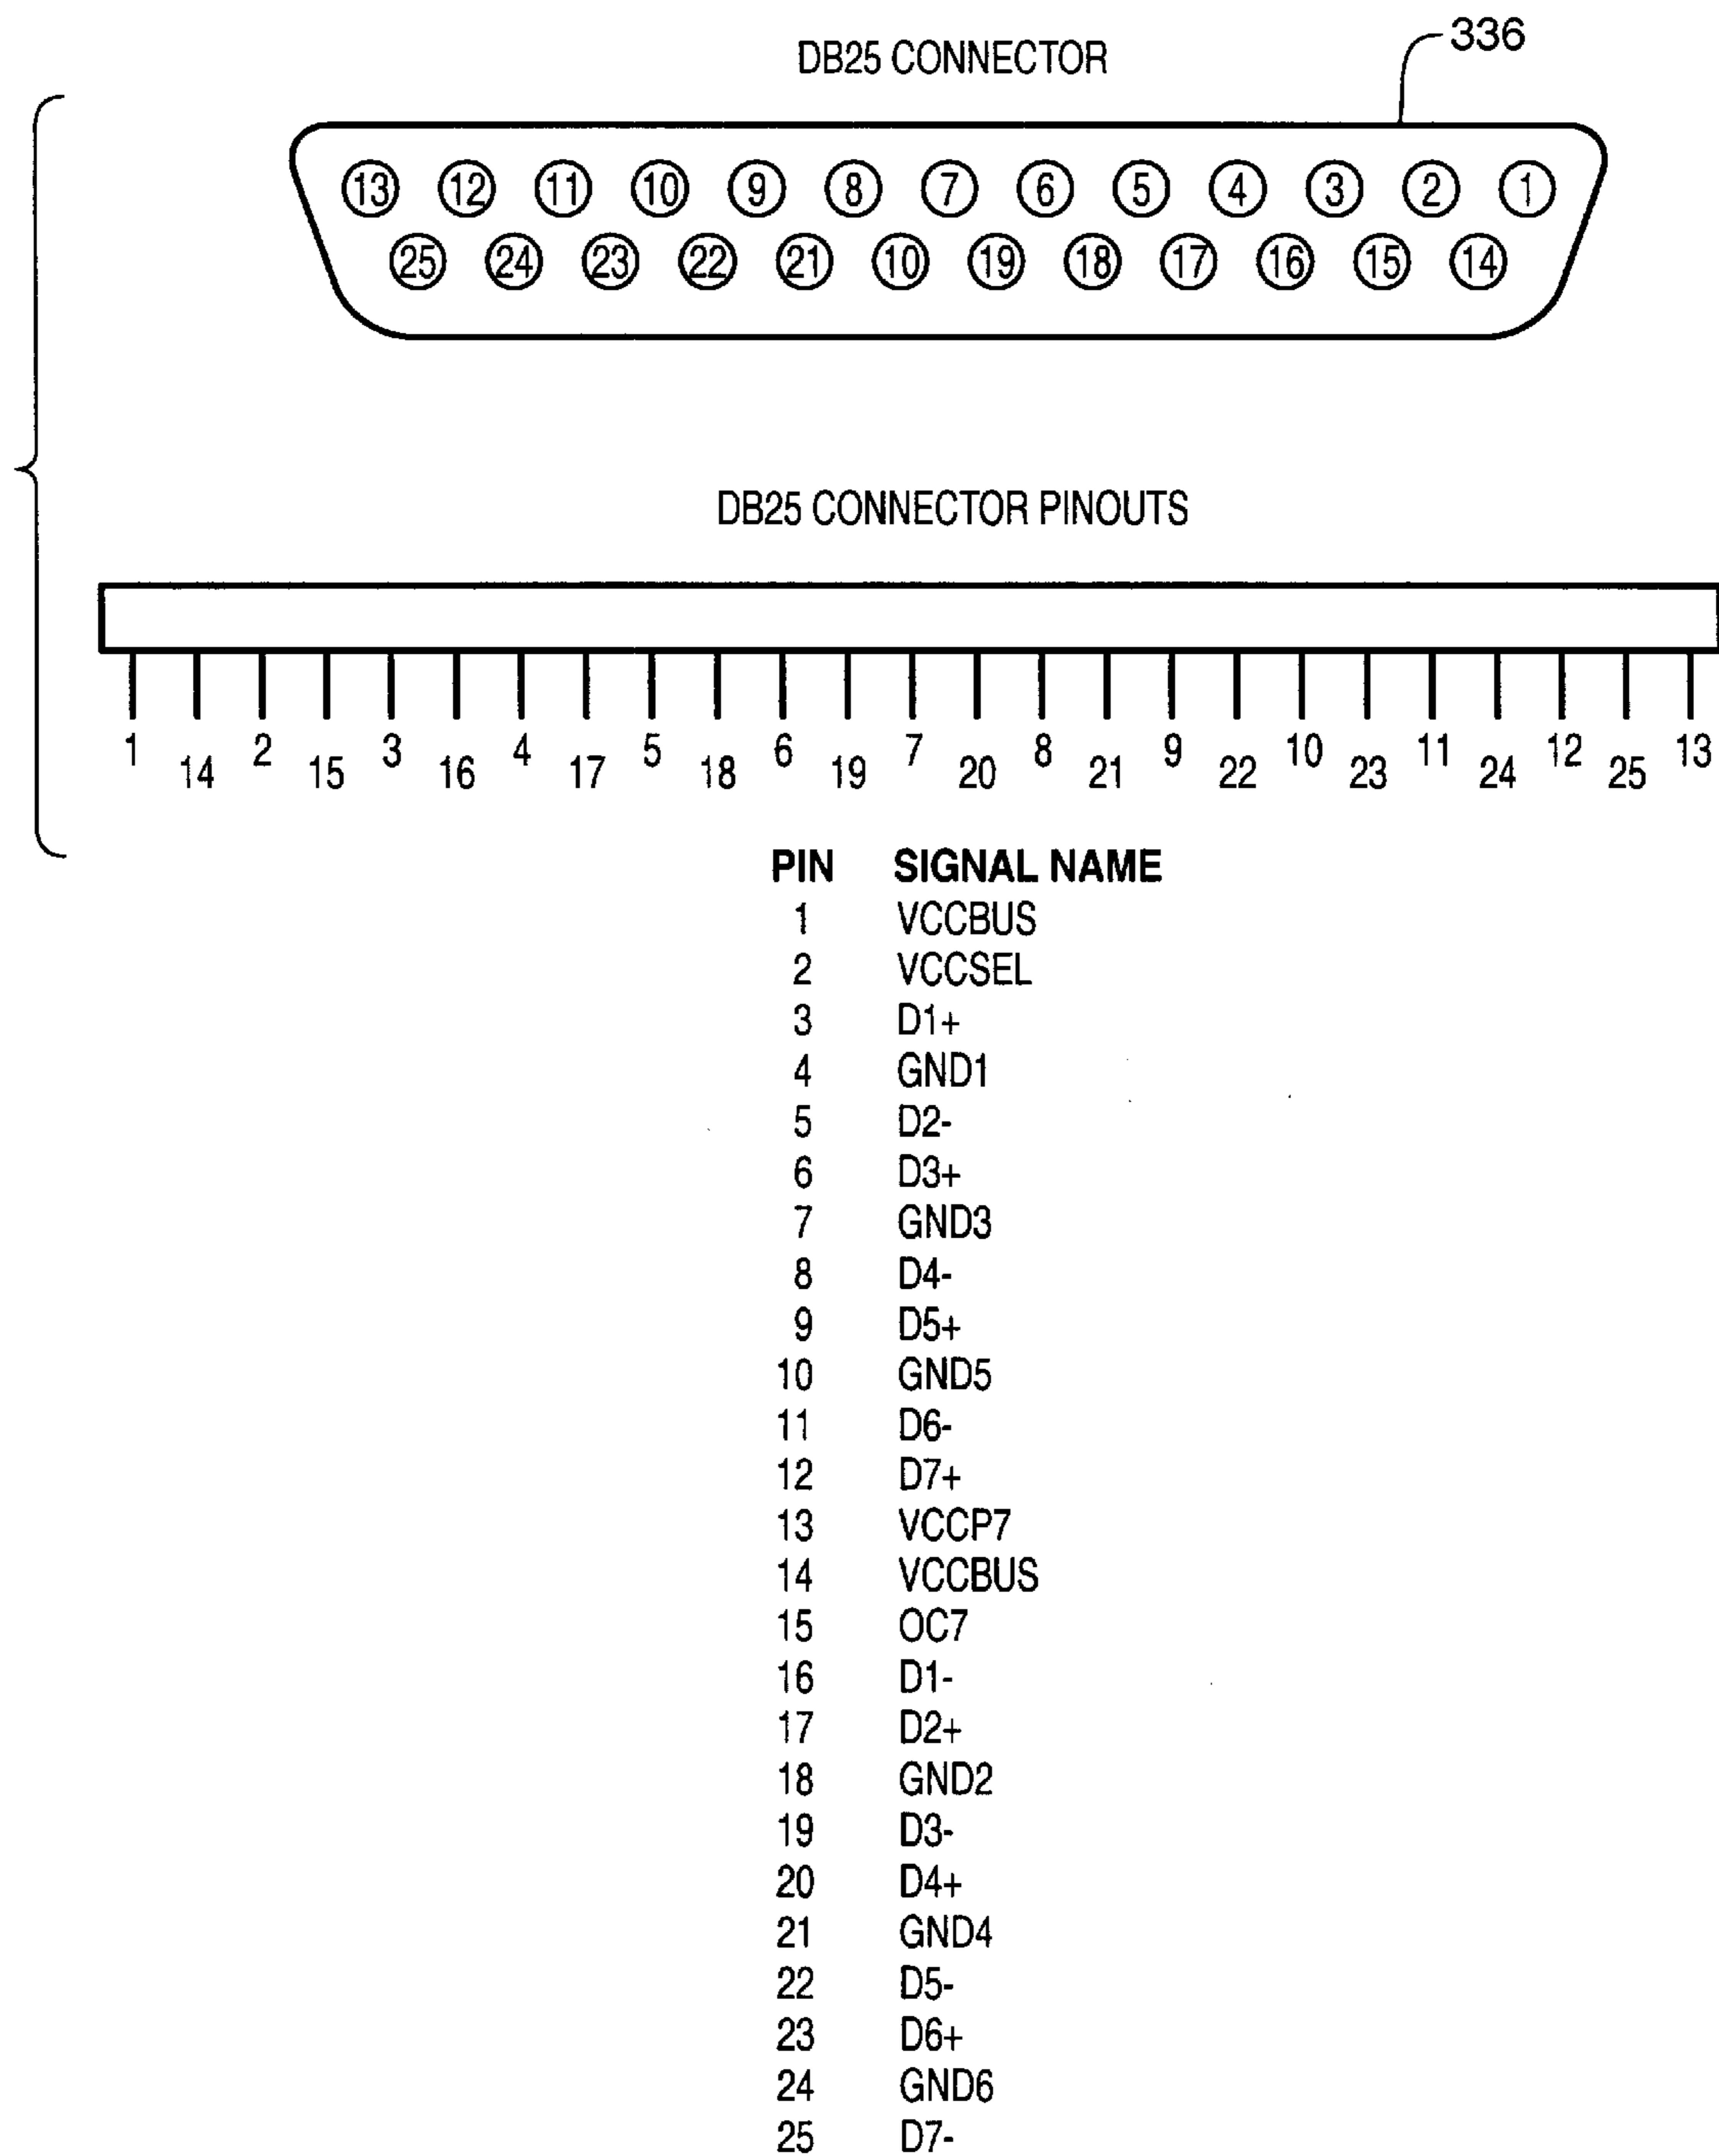 336
DB25 CONNECTOR
13 12 11 10 9 8 7 6 5 4 3 2 1
25 24 23 22 21 10 19 18 17 16 15 14
DB25 CONNECTOR PINOUTS
1 14 2 15 3 16 4 17 5 18 6 19 7 20 8 21 9 22 10 23 11 24 12 25 13
PIN SIGNAL NAME
1 VCCBUS
2 VCCSEL
3 D1+
4 GND1
5 D2-
6 D3+
7 GND3
8 D4-
9 D5+
10 GND5
11 D6-
12 D7+
13 VCCP7
14 VCCBUS
15 OC7
16 D1-
17 D2+
18 GND2
19 D3-
20 D4+
21 GND4
22 D5-
23 D6+
24 GND6
25 D7-